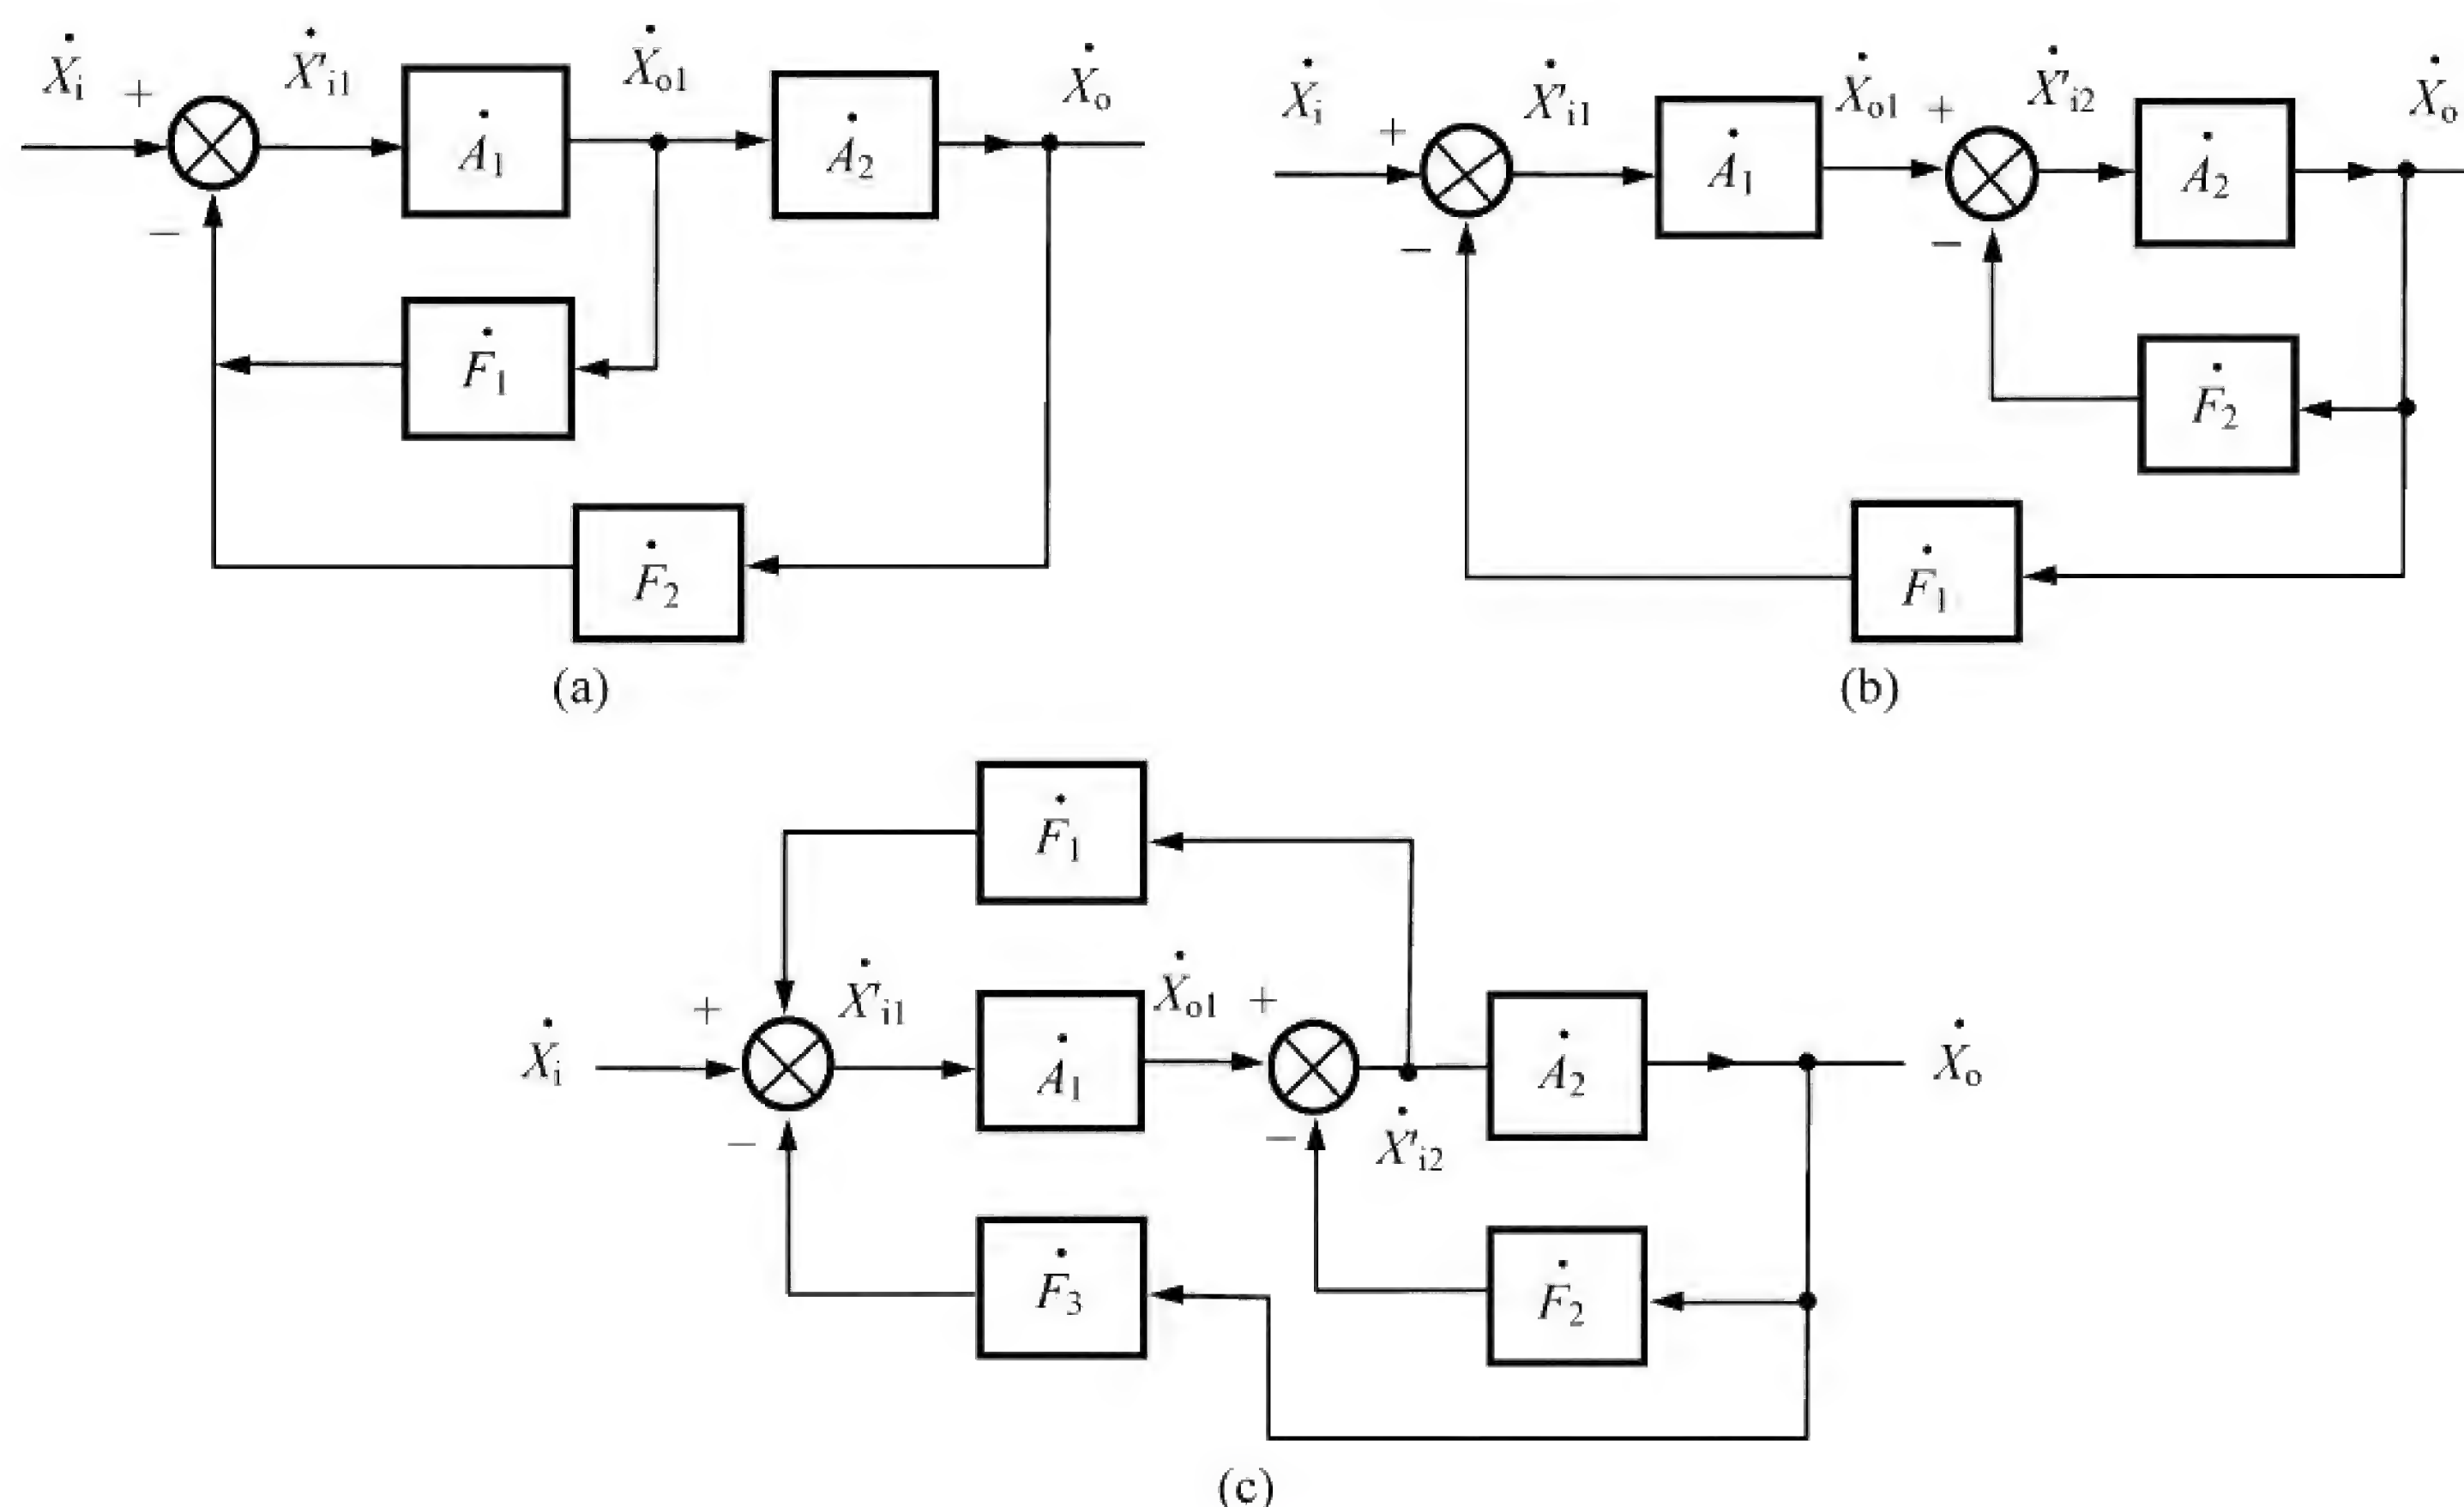 Ẋi + Ẋ'i1 Ȧ1 Ẋo1 Ȧ2 Ẋo
−
Ḟ1
Ḟ2
(a)
Ẋi + Ẋ'i1 Ȧ1 Ẋo1 + Ẋ'i2 Ȧ2 Ẋo
− −
Ḟ2
Ḟ1
(b)
Ḟ1
Ẋi + Ẋ'i1 Ȧ1 Ẋo1 + Ȧ2 Ẋo
− − Ẋ'i2
Ḟ3 Ḟ2
(c)